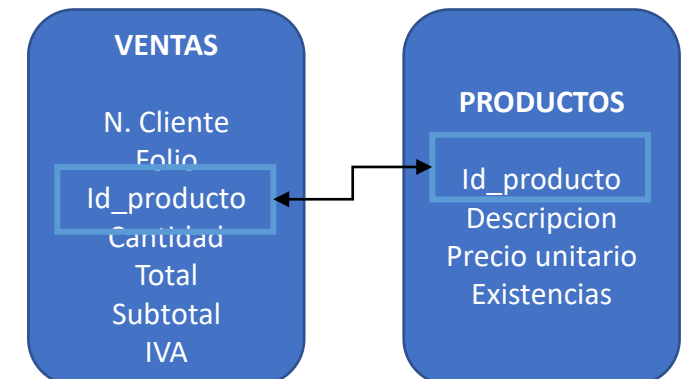 VENTAS
N. Cliente
Folio
Id_producto
Cantidad
Total
Subtotal
IVA
PRODUCTOS
Id_producto
Descripcion
Precio unitario
Existencias